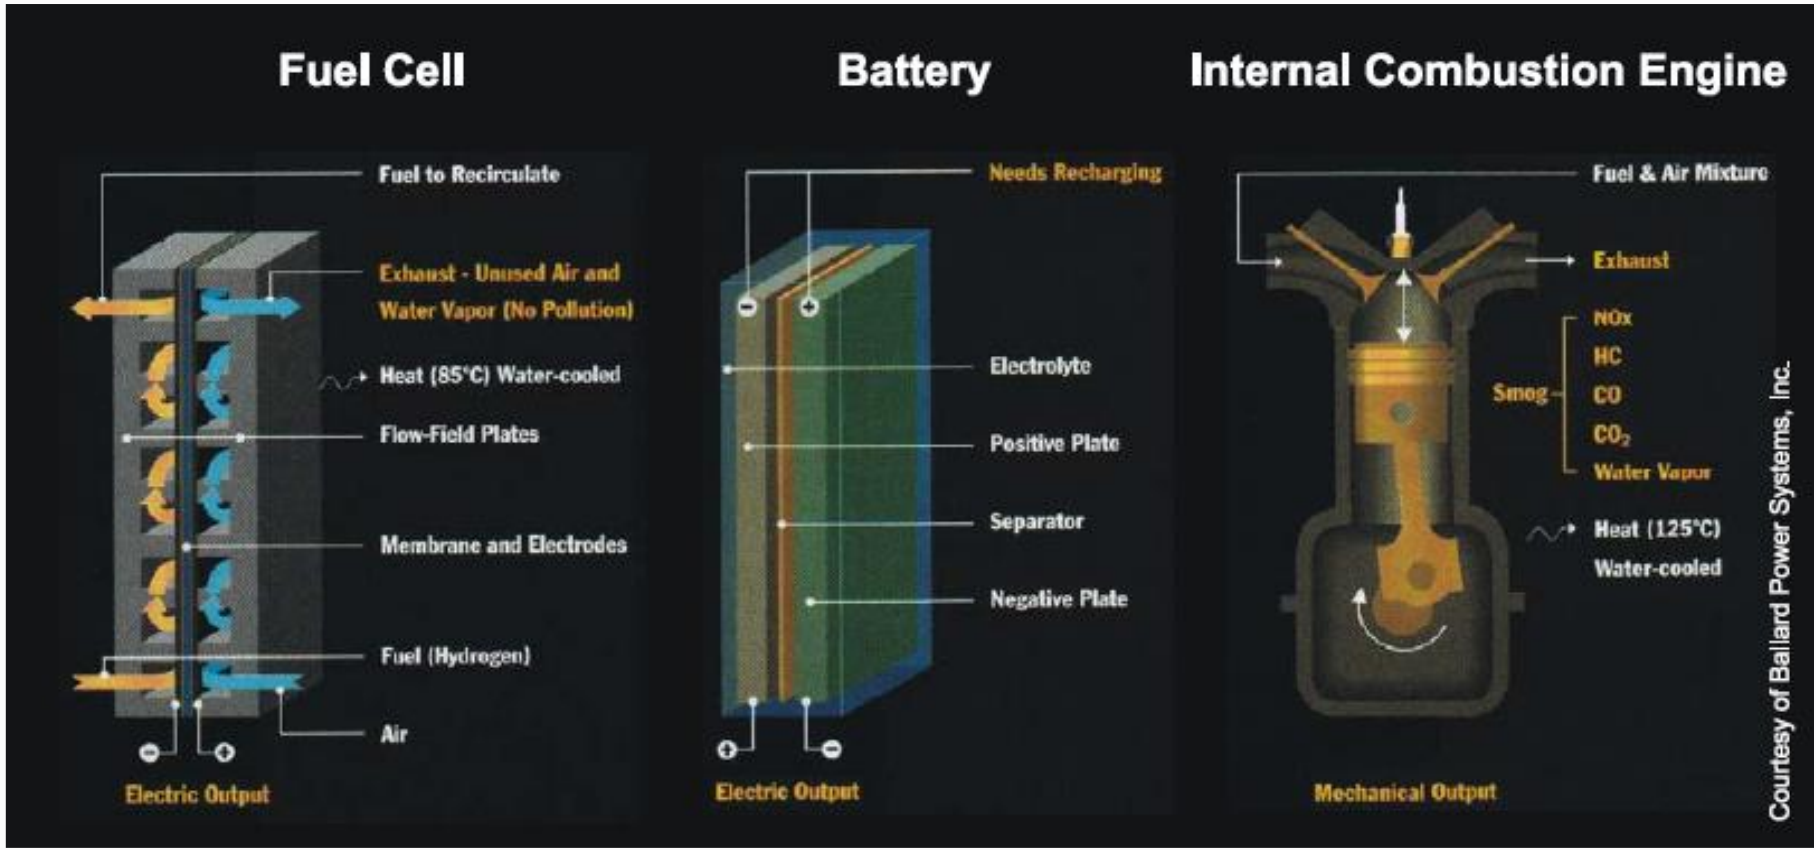 Fuel Cell
Fuel to Recirculate
Exhaust - Unused Air and
Water Vapor (No Pollution)
Heat (85°C) Water-cooled
Flow-Field Plates
Membrane and Electrodes
Fuel (Hydrogen)
Air
− +
Electric Output
Battery
Needs Recharging
− +
Electrolyte
Positive Plate
Separator
Negative Plate
+ −
Electric Output
Internal Combustion Engine
Fuel & Air Mixture
Exhaust
NOx
HC
Smog
CO
CO₂
Water Vapor
Heat (125°C)
Water-cooled
Mechanical Output
Courtesy of Ballard Power Systems, Inc.